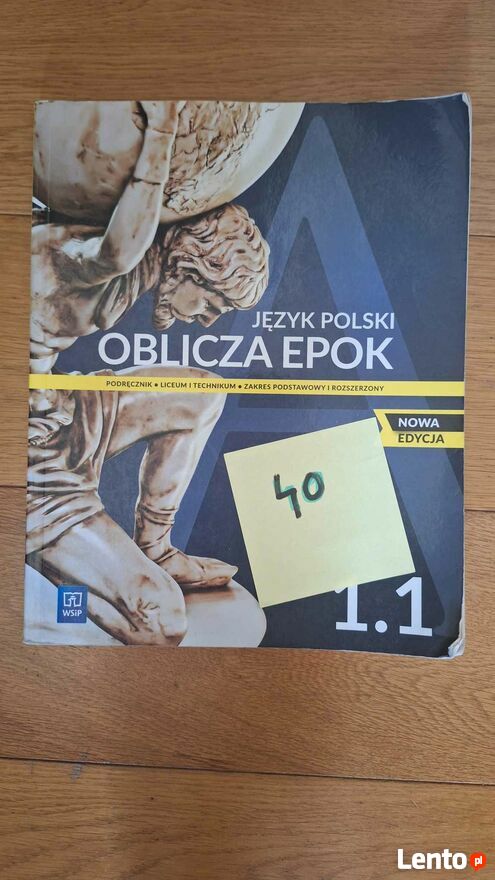 JĘZYK POLSKI
OBLICZA EPOK
PODRĘCZNIK • LICEUM I TECHNIKUM • ZAKRES PODSTAWOWY I ROZSZERZONY
NOWA
EDYCJA
40
1.1
WSiP
Lento.pl